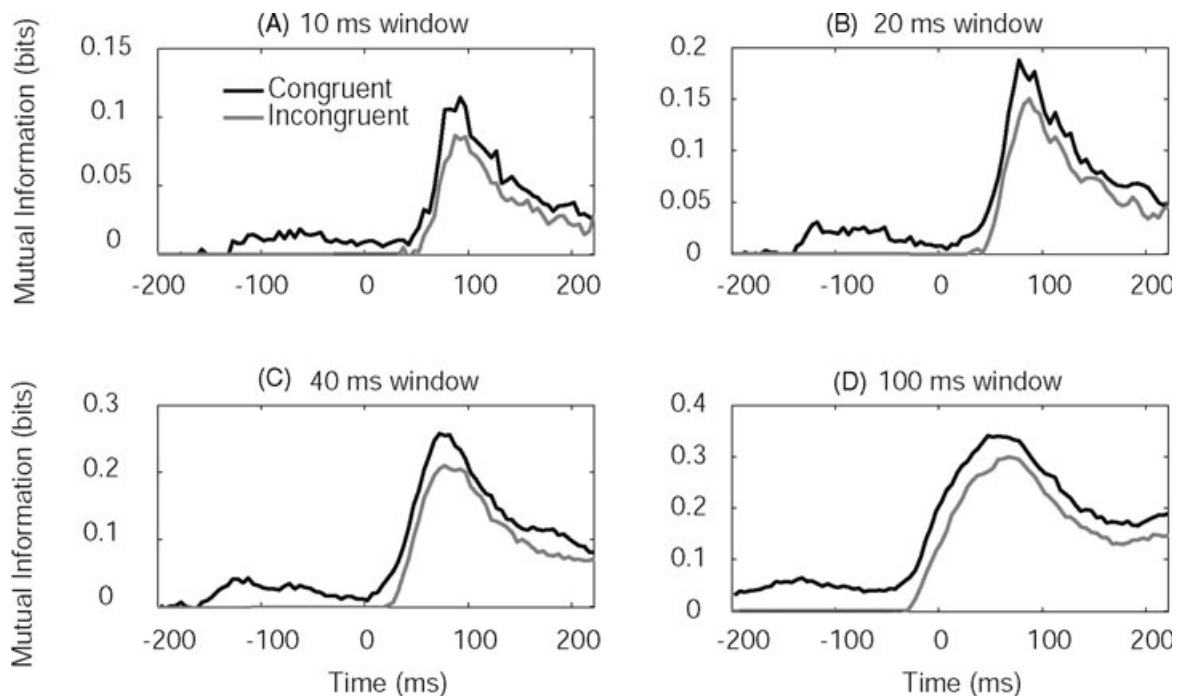 (A) 10 ms window
(B) 20 ms window
Mutual Information (bits)
0.15
0.1
0.05
0
Congruent
Incongruent
-200 -100 0 100 200
0.2
0.15
0.1
0.05
0
-200 -100 0 100 200
(C) 40 ms window
(D) 100 ms window
Mutual Information (bits)
0.3
0.2
0.1
0
-200 -100 0 100 200
Time (ms)
0.4
0.3
0.2
0.1
0
-200 -100 0 100 200
Time (ms)